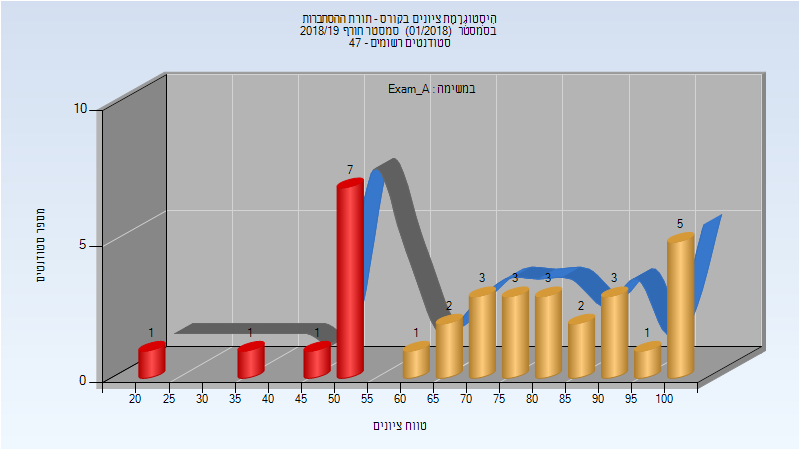 היסטוגרמת ציונים בקורס - תורת ההסתברות
בסמסטר (01/2018) סמסטר חורף 2018/19
סטודנטים רשומים - 47
במשימה : Exam_A
10
5
0
מספר סטודנטים
1
1
1
7
1
2
3
3
3
2
3
1
5
20 25 30 35 40 45 50 55 60 65 70 75 80 85 90 95 100
טווח ציונים